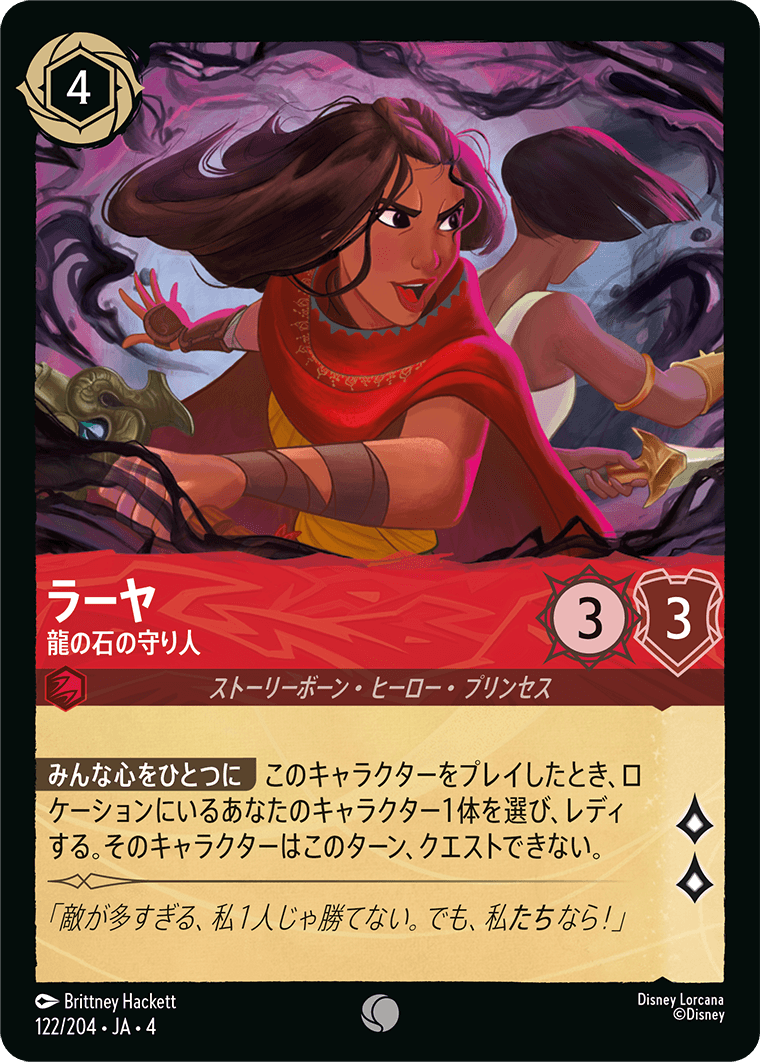 4
ラーヤ
龍の石の守り人
3
3
ストーリーボーン・ヒーロー・プリンセス
みんな心をひとつに このキャラクターをプレイしたとき、ロ
ケーションにいるあなたのキャラクター1体を選び、レディ
する。そのキャラクターはこのターン、クエストできない。
「敵が多すぎる、私1人じゃ勝てない。でも、私たちなら!」
Brittney Hackett
122/204・JA・4
Disney Lorcana
©Disney